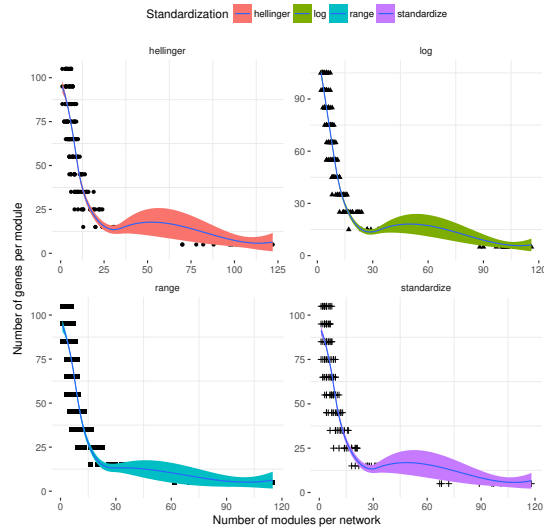 Standardization hellinger log range standardize
hellinger
log
Number of genes per module
100
75
50
25
0
0 25 50 75 100 125
90
60
30
0
0 30 60 90 120
range
standardize
100
75
50
25
0
0 30 60 90 120
100
75
50
25
0
0 30 60 90 120
Number of modules per network